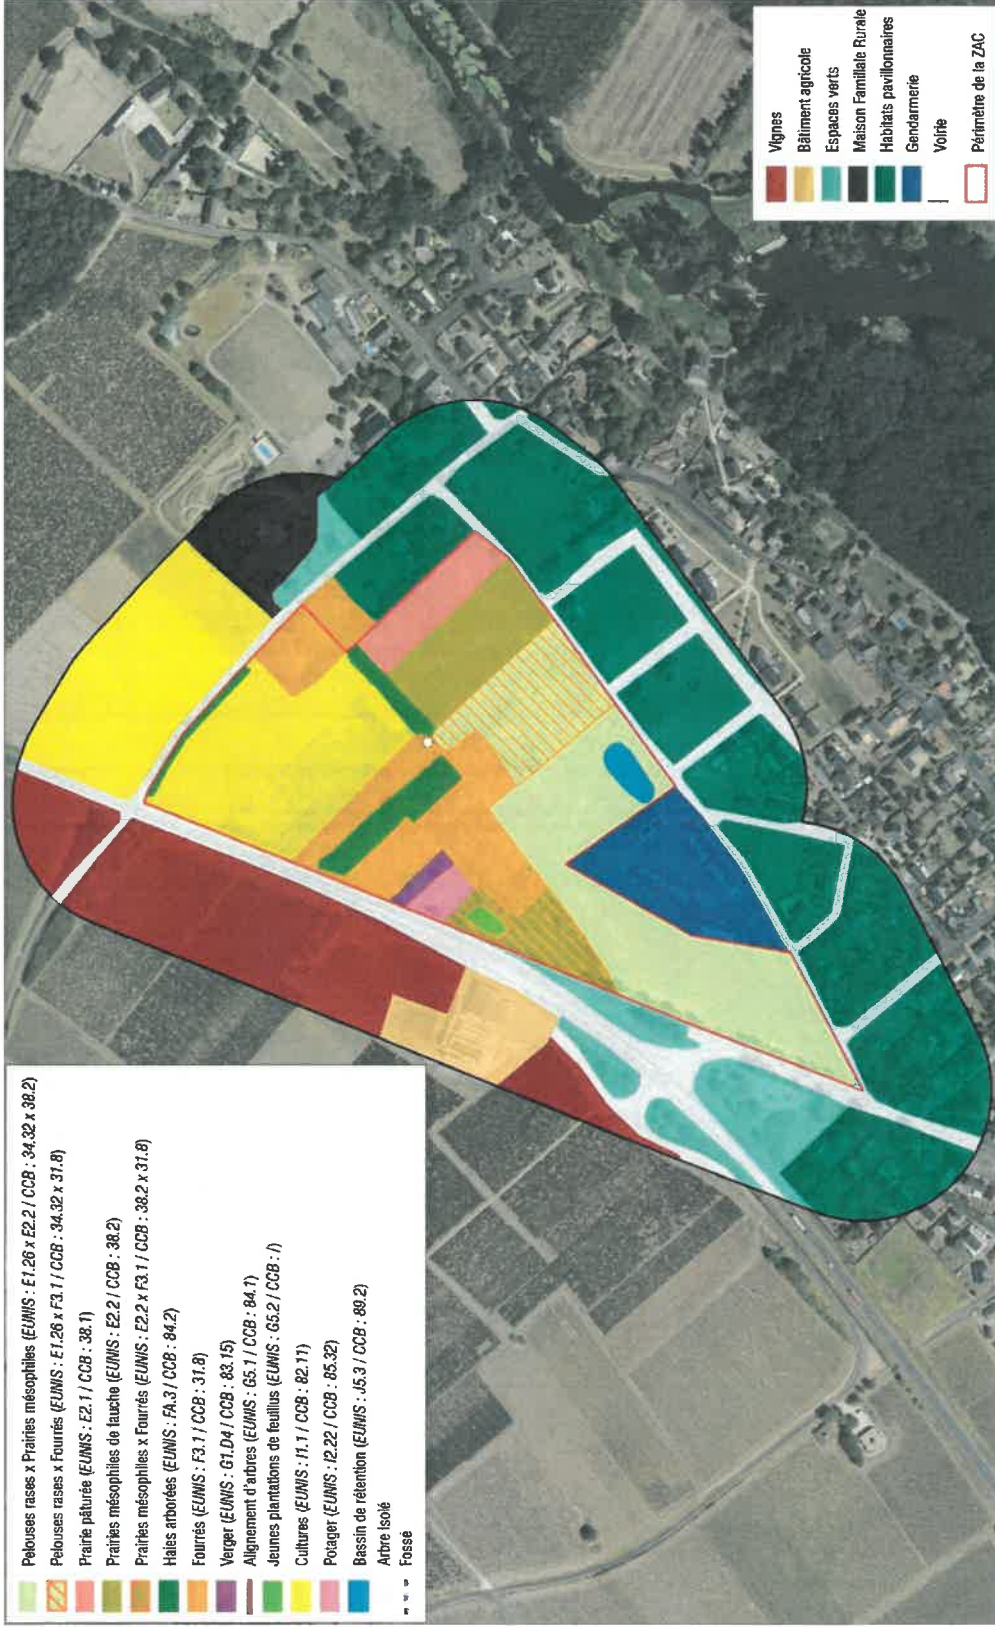 Pelouses rases x Prairies mésophiles (EUNIS : E1.26 x E2.2 / CCB : 34.32 x 38.2)
Pelouses rases x Fourrés (EUNIS : E1.26 x F3.1 / CCB : 34.32 x 31.8)
Prairie pâturée (EUNIS : E2.1 / CCB : 38.1)
Prairies mésophiles de fauche (EUNIS : E2.2 / CCB : 38.2)
Prairies mésophiles x Fourrés (EUNIS : E2.2 x F3.1 / CCB : 38.2 x 31.8)
Haies arborées (EUNIS : FA.3 / CCB : 84.2)
Fourrés (EUNIS : F3.1 / CCB : 31.8)
Verger (EUNIS : G1.D4 / CCB : 83.15)
Alignement d'arbres (EUNIS : G5.1 / CCB : 84.1)
Jeunes plantations de feuillus (EUNIS : G5.2 / CCB : /)
Cultures (EUNIS : I1.1 / CCB : 82.11)
Potager (EUNIS : I2.22 / CCB : 85.32)
Bassin de rétention (EUNIS : J5.3 / CCB : 89.2)
Arbre isolé
Fossé
Vignes
Bâtiment agricole
Espaces verts
Maison Familiale Rurale
Habitats pavillonnaires
Gendarmerie
Voirie
Périmètre de la ZAC